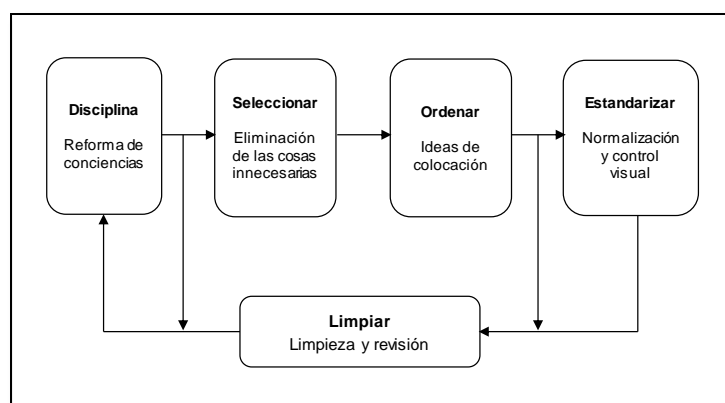 Disciplina
Reforma de
conciencias
Seleccionar
Eliminación
de las cosas
innecesarias
Ordenar
Ideas de
colocación
Estandarizar
Normalización
y control
visual
Limpiar
Limpieza y revisión